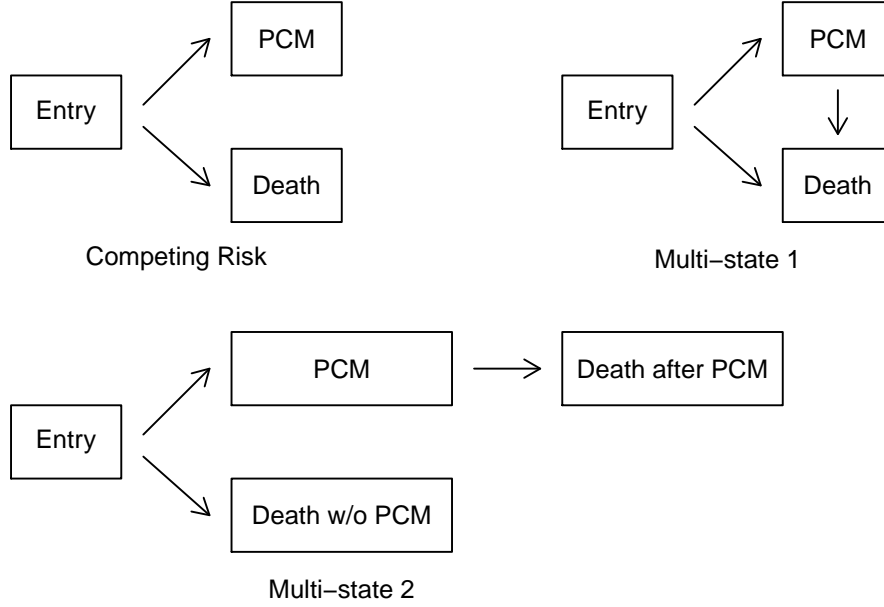 PCM
Entry
Death
Competing Risk
PCM
Entry
Death
Multi−state 1
PCM
Death after PCM
Entry
Death w/o PCM
Multi−state 2